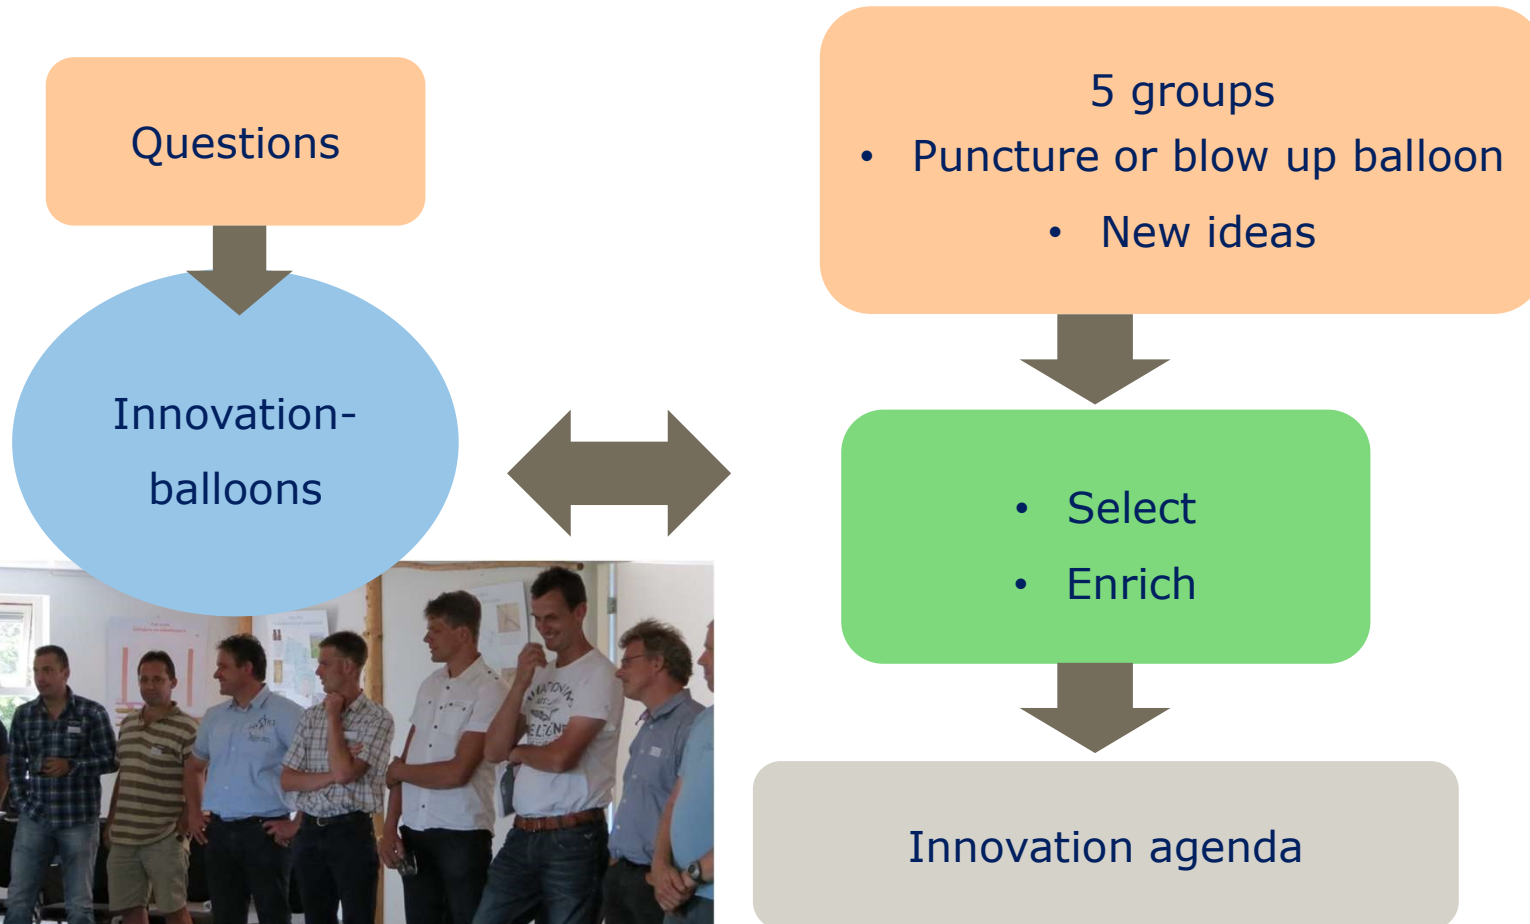 Questions
Innovation-
balloons
5 groups
• Puncture or blow up balloon
• New ideas
• Select
• Enrich
Innovation agenda